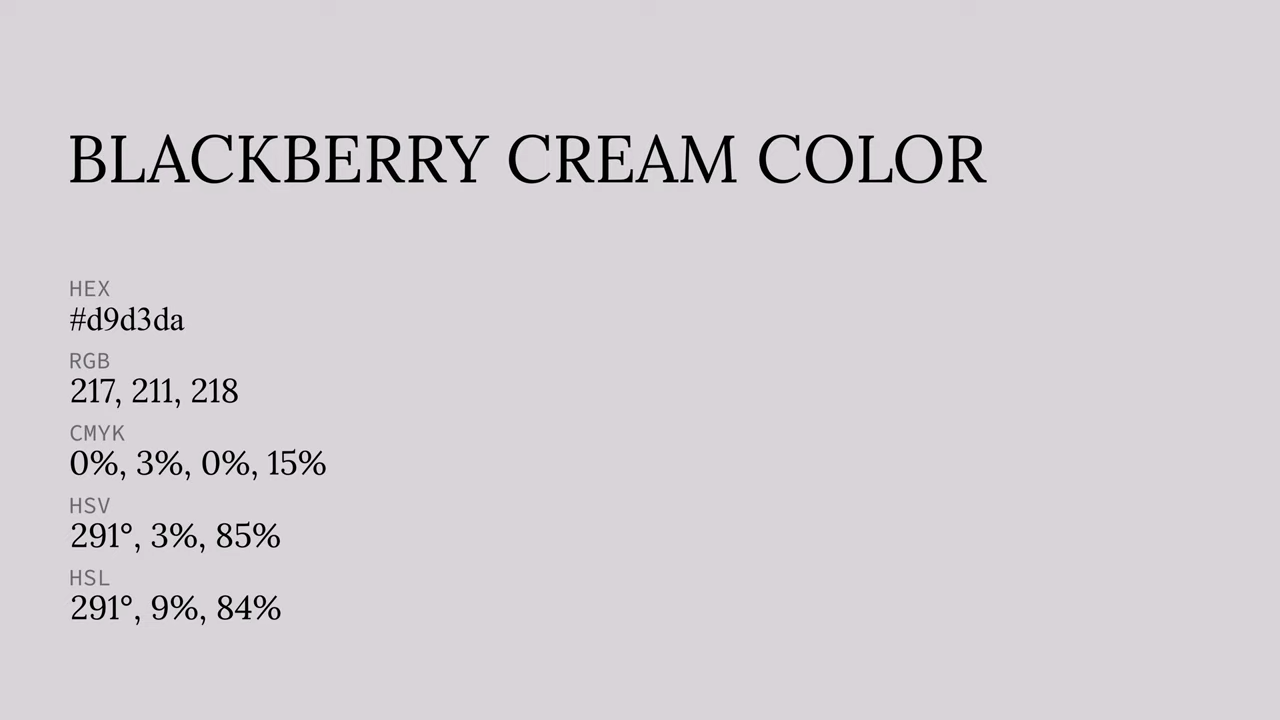 BLACKBERRY CREAM COLOR
HEX
#d9d3da
RGB
217, 211, 218
CMYK
0%, 3%, 0%, 15%
HSV
291°, 3%, 85%
HSL
291°, 9%, 84%